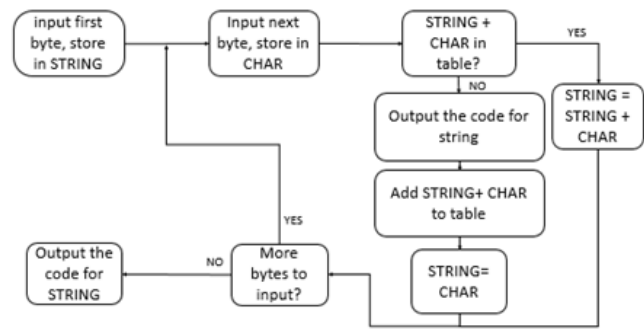 input first
byte, store
in STRING
Input next
byte, store in
CHAR
STRING +
CHAR in
table?
YES
NO
STRING =
STRING +
CHAR
Output the code for
string
Add STRING+ CHAR
to table
STRING=
CHAR
YES
More
bytes to
input?
NO
Output the
code for
STRING